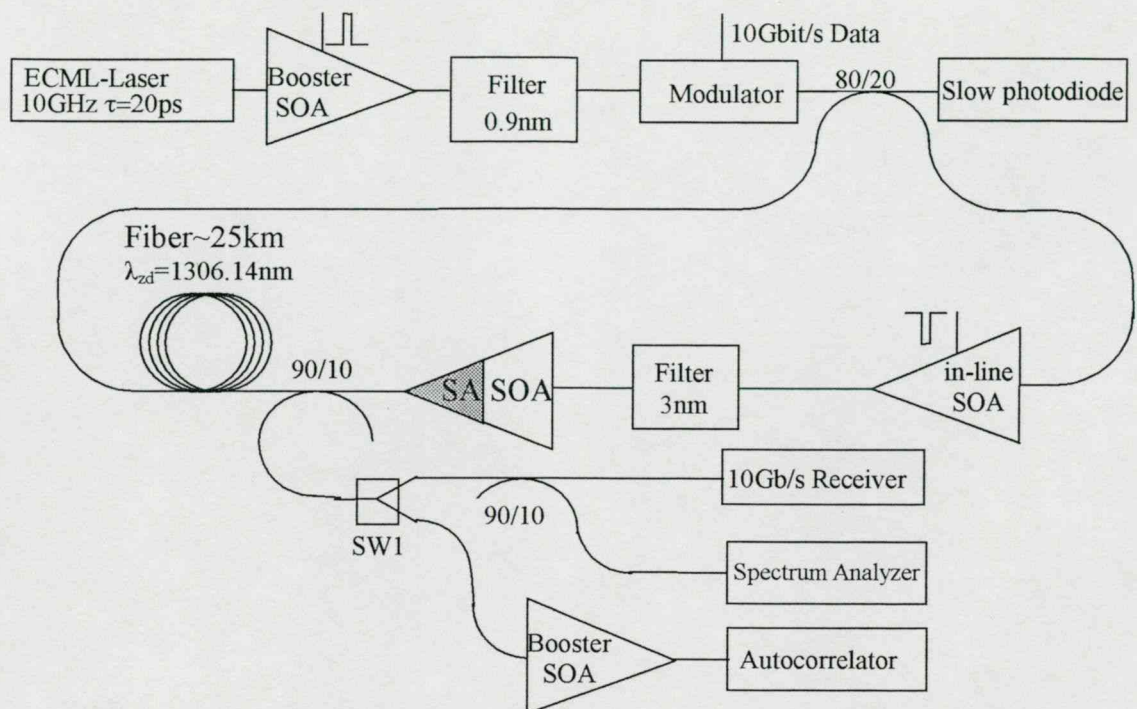 10Gbit/s Data
ECML-Laser
10GHz τ=20ps
Booster
SOA
Filter
0.9nm
Modulator
80/20
Slow photodiode
Fiber~25km
λzd=1306.14nm
90/10
SA
SOA
Filter
3nm
in-line
SOA
10Gb/s Receiver
90/10
SW1
Spectrum Analyzer
Booster
SOA
Autocorrelator